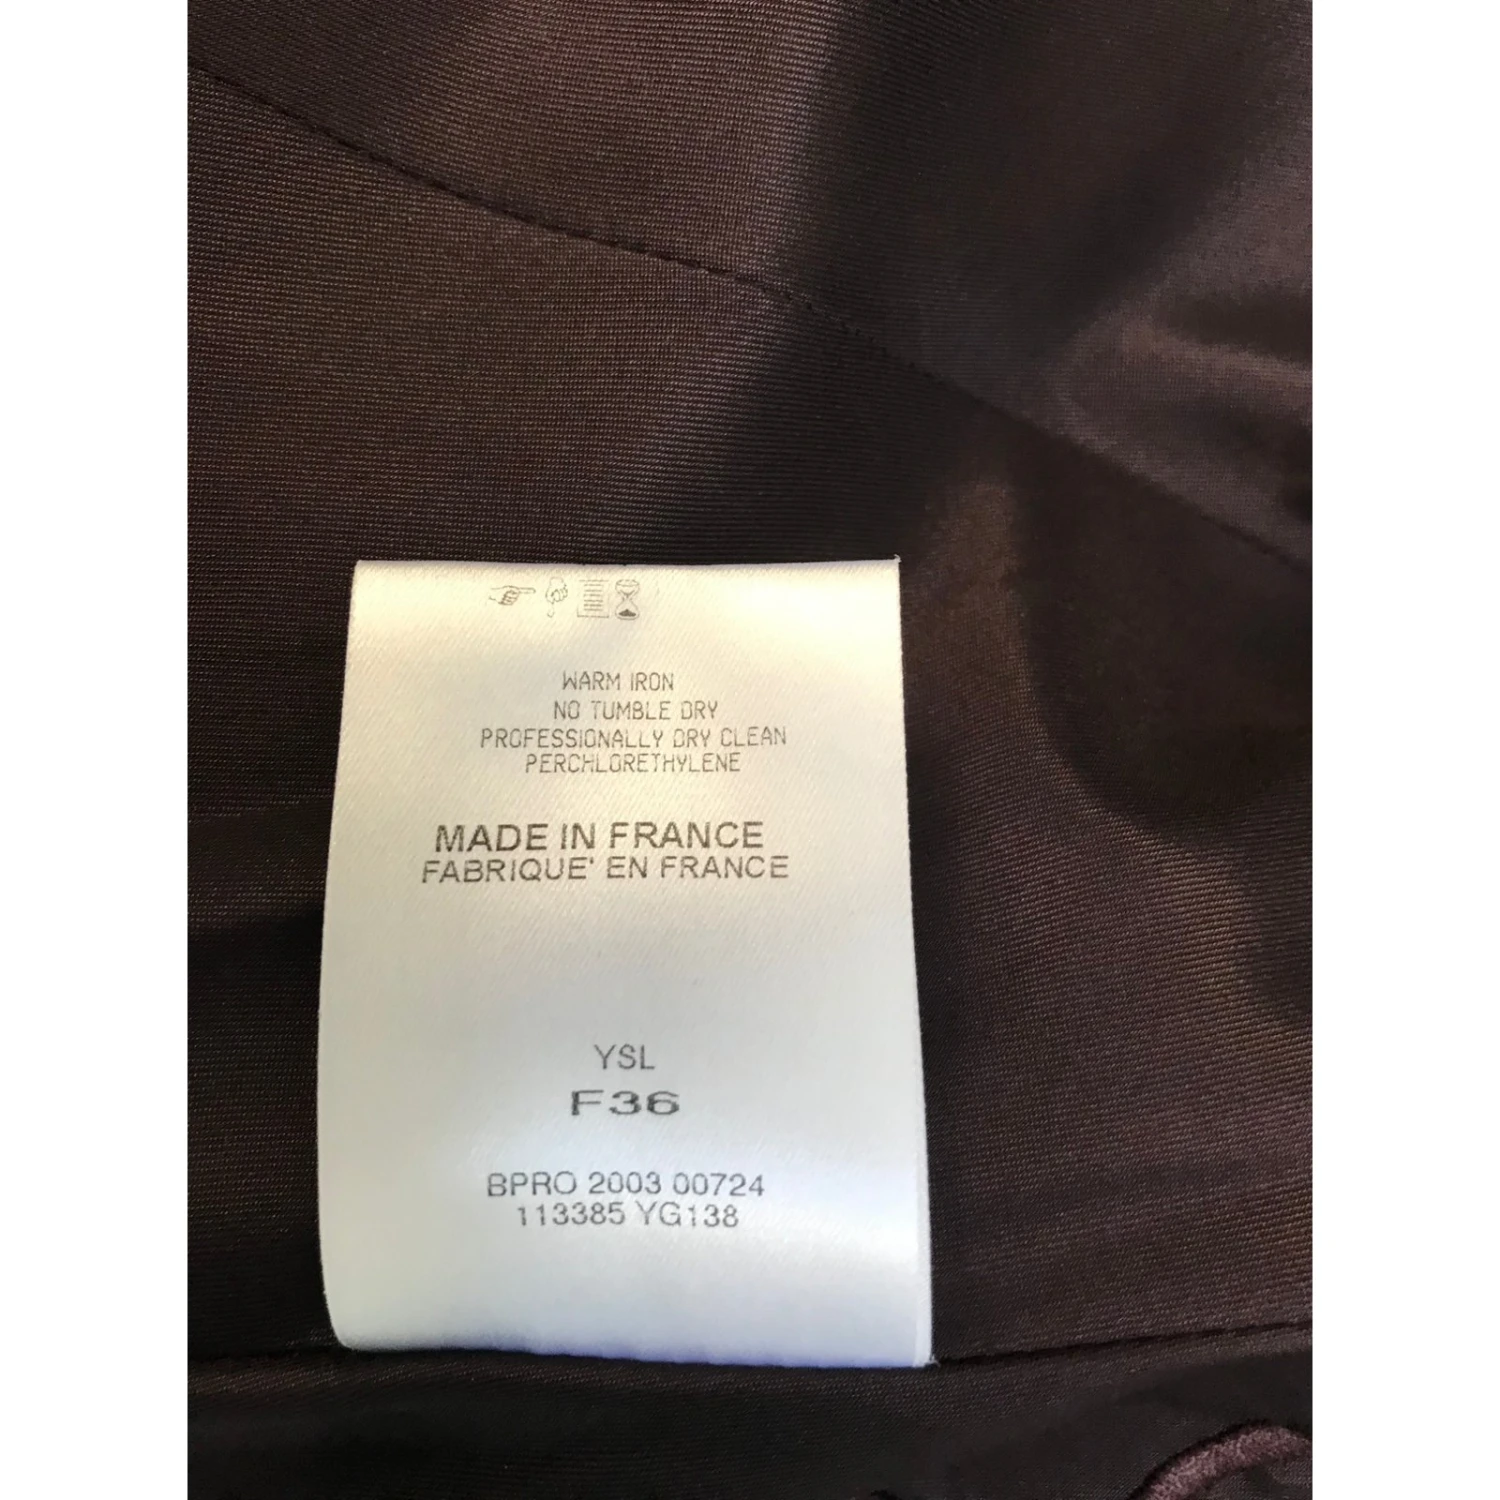 WARM IRON
NO TUMBLE DRY
PROFESSIONALLY DRY CLEAN
PERCHLORETHYLENE
MADE IN FRANCE
FABRIQUE' EN FRANCE
YSL
F36
BPRO 2003 00724
113385 YG138